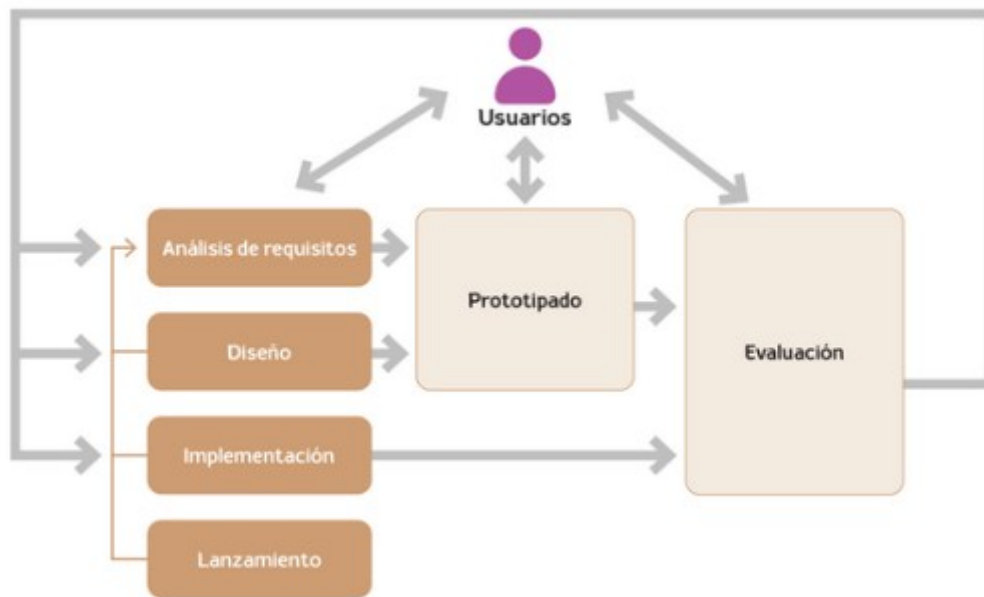 Usuarios
Análisis de requisitos
Prototipado
Diseño
Evaluación
Implementación
Lanzamiento